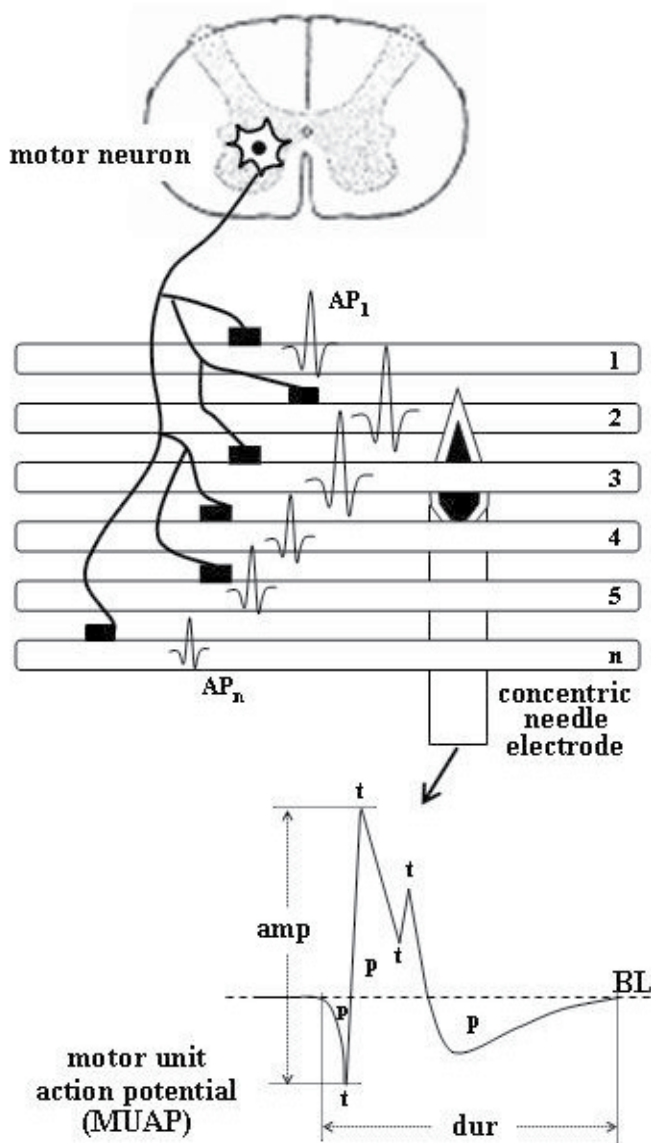 motor neuron
AP1
1
2
3
4
5
n
APn
concentric
needle
electrode
t
t
amp
t
p
BL
p
p
motor unit
action potential
(MUAP)
t
dur